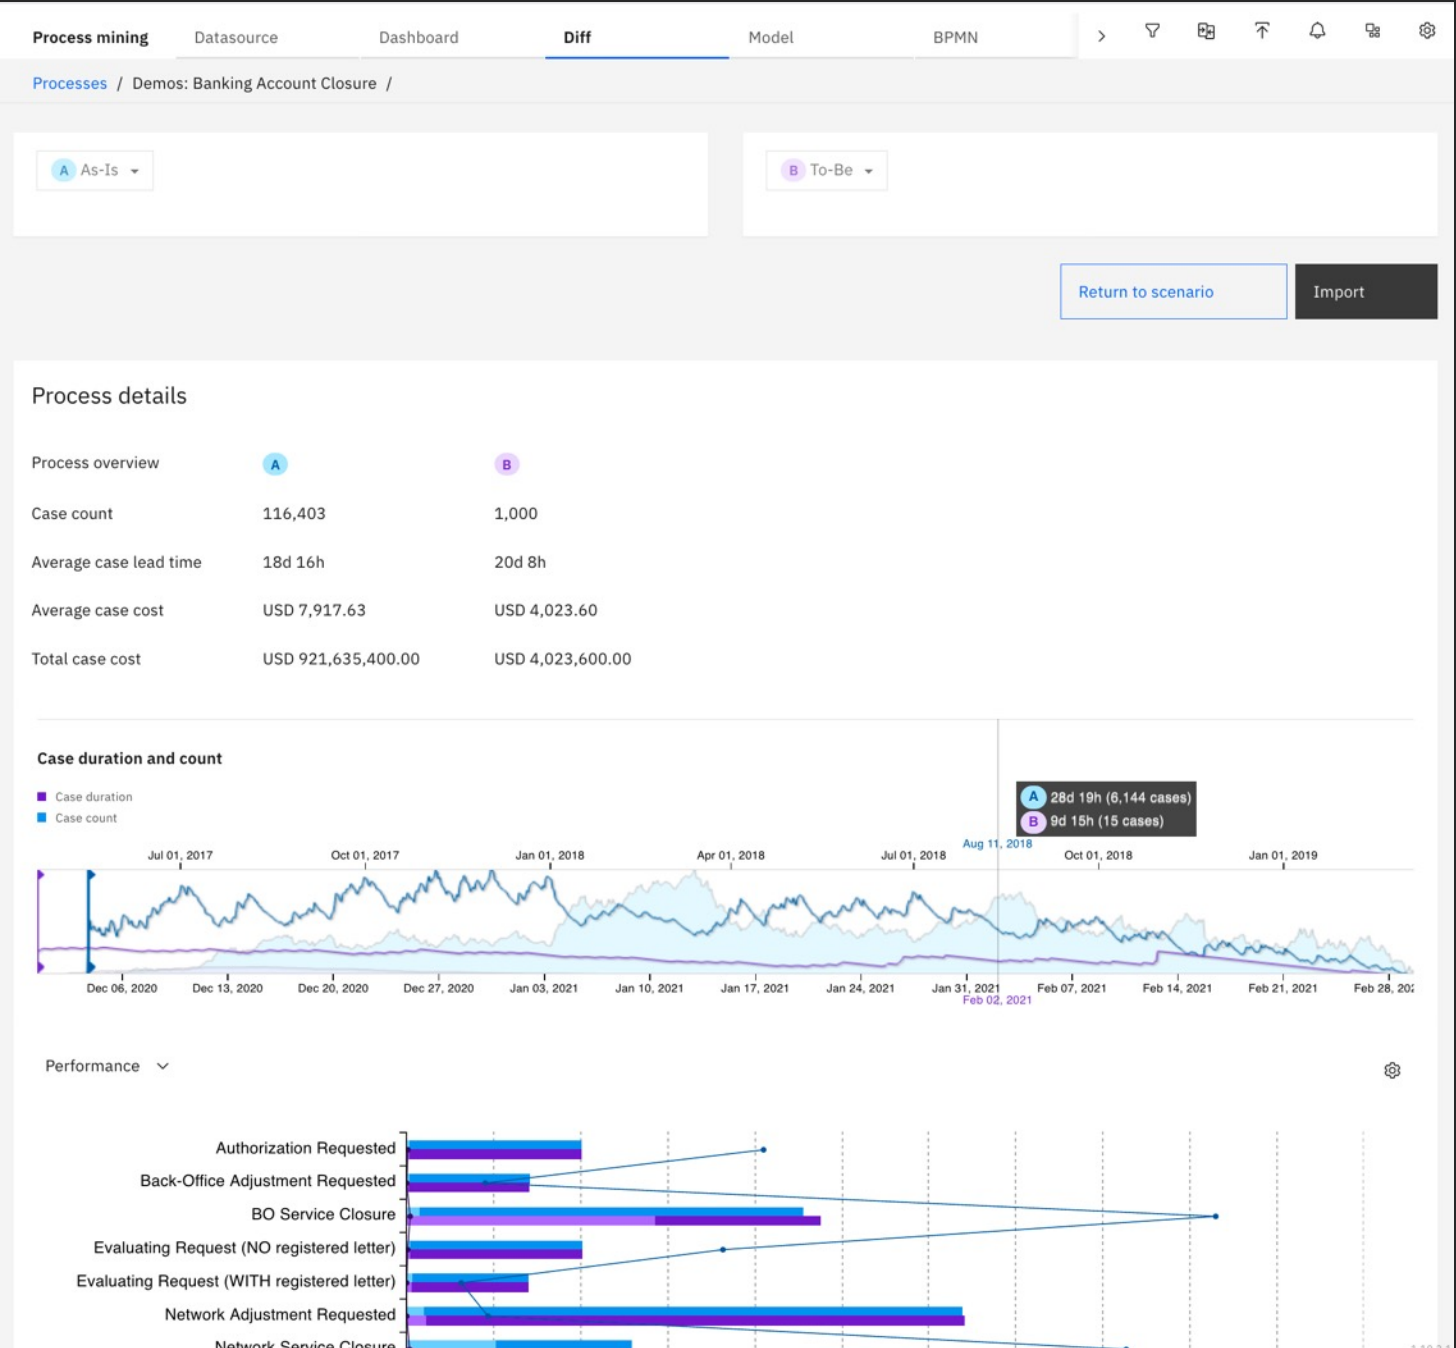 Process mining Datasource Dashboard Diff Model BPMN
Processes / Demos: Banking Account Closure /
A As-Is B To-Be
Return to scenario Import
Process details
Process overview A B
Case count 116,403 1,000
Average case lead time 18d 16h 20d 8h
Average case cost USD 7,917.63 USD 4,023.60
Total case cost USD 921,635,400.00 USD 4,023,600.00
Case duration and count
Case duration
Case count
A 28d 19h (6,144 cases)
B 9d 15h (15 cases)
Aug 11, 2018
Jul 01, 2017 Oct 01, 2017 Jan 01, 2018 Apr 01, 2018 Jul 01, 2018 Oct 01, 2018 Jan 01, 2019
Dec 06, 2020 Dec 13, 2020 Dec 20, 2020 Dec 27, 2020 Jan 03, 2021 Jan 10, 2021 Jan 17, 2021 Jan 24, 2021 Jan 31, 2021 Feb 07, 2021 Feb 14, 2021 Feb 21, 2021 Feb 28, 202
Feb 02, 2021
Performance
Authorization Requested
Back-Office Adjustment Requested
BO Service Closure
Evaluating Request (NO registered letter)
Evaluating Request (WITH registered letter)
Network Adjustment Requested
Network Service Closure